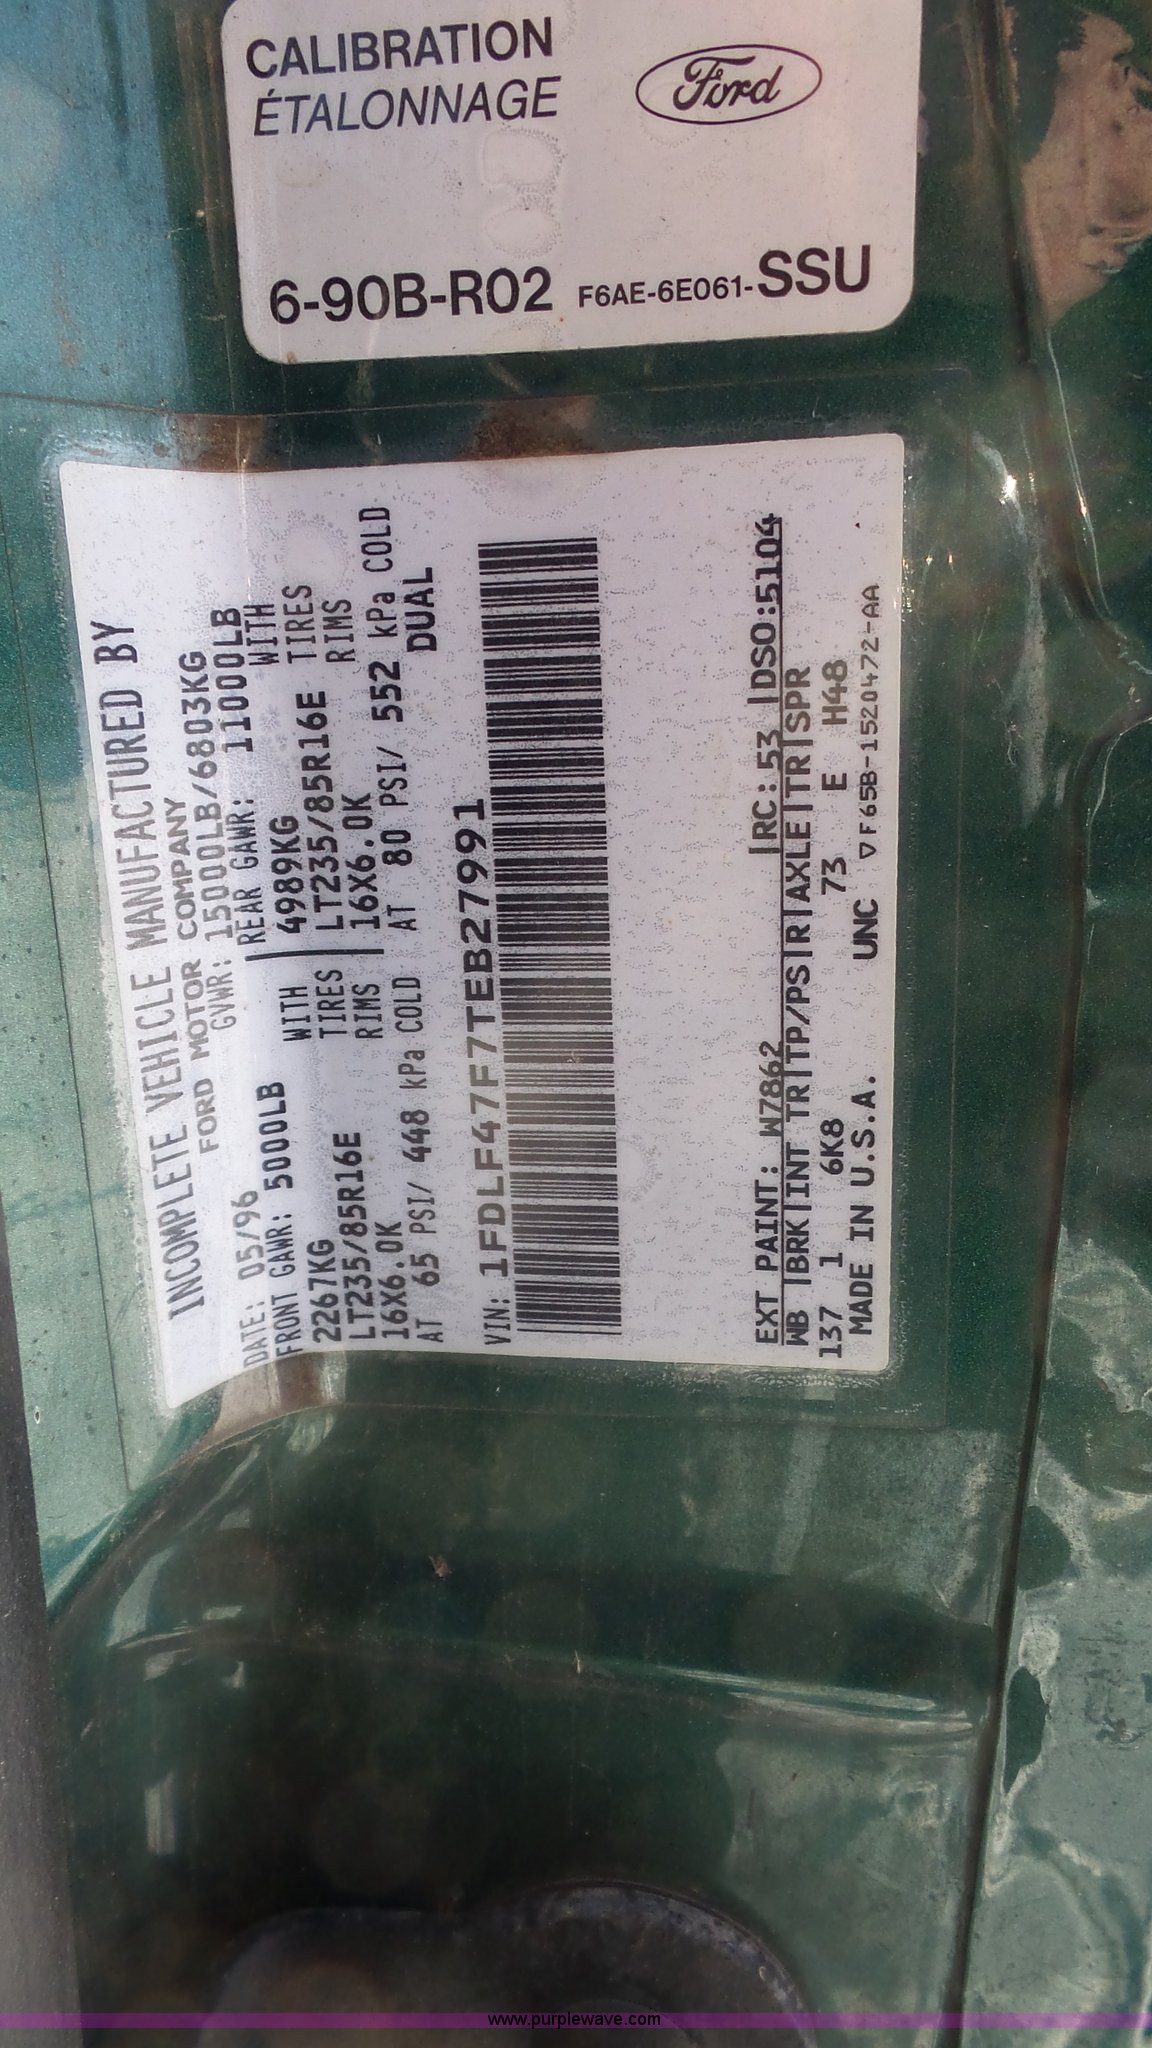 CALIBRATION
ÉTALONNAGE
Ford
6-90B-R02 F6AE-6E061-SSU
INCOMPLETE VEHICLE MANUFACTURED BY
FORD MOTOR COMPANY
DATE: 05/96 GVWR: 15000LB/6803KG
FRONT GAWR: 5000LB REAR GAWR: 11000LB
2267KG WITH 4989KG WITH
LT235/85R16E TIRES LT235/85R16E TIRES
16X6.0K RIMS 16X6.0K RIMS
AT 65 PSI/ 448 kPa COLD AT 80 PSI/ 552 kPa COLD
DUAL
VIN: 1FDLF47F7TEB27991
EXT PAINT: W7862 RC: 53 DSO: 5104
WB BRK INT TR TP/PS R AXLE TR SPR
137 1 6K8 73 E H48
MADE IN U.S.A. UNC ▽ F65B-1520472-AA
www.purplewave.com